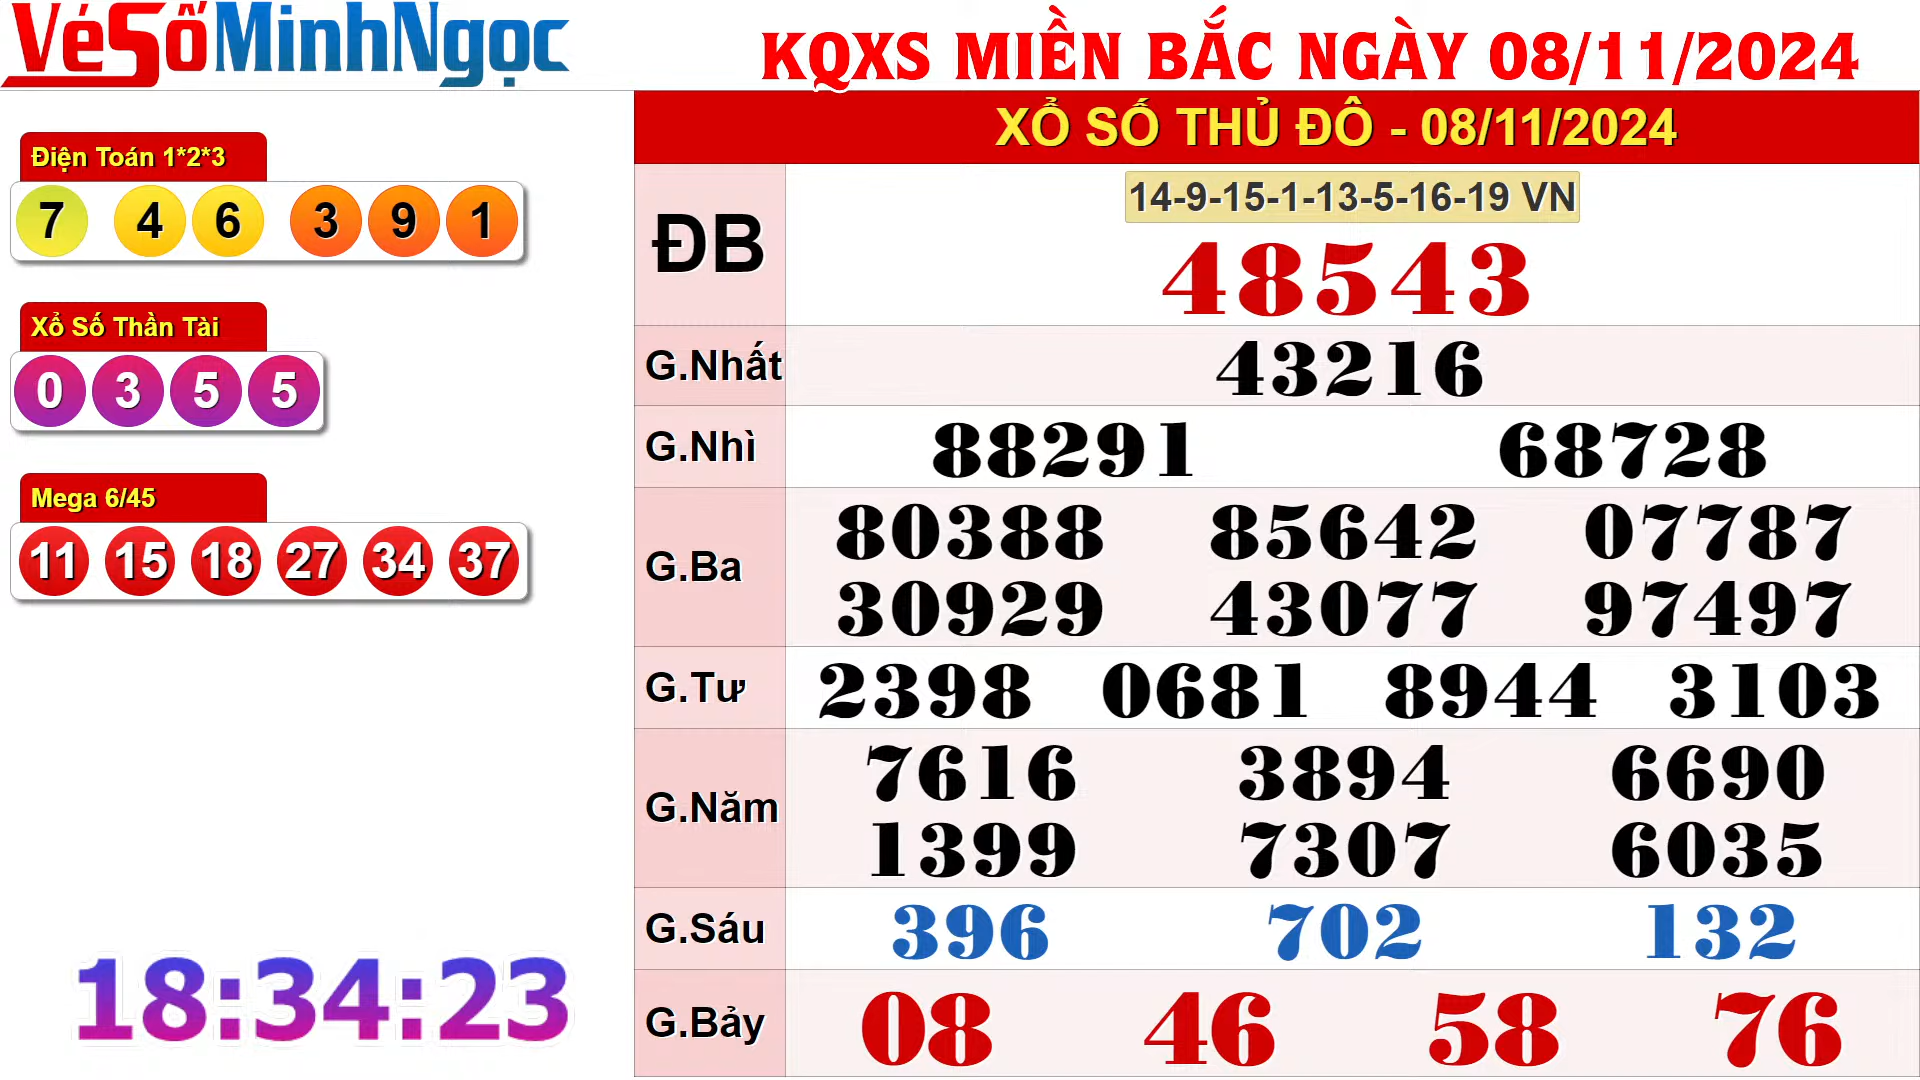 VéSốMinhNgọc
KQXS MIỀN BẮC NGÀY 08/11/2024
XỔ SỐ THỦ ĐÔ - 08/11/2024
Điện Toán 1*2*3
7 4 6 3 9 1
Xổ Số Thần Tài
0 3 5 5
Mega 6/45
11 15 18 27 34 37
18:34:23
ĐB
14-9-15-1-13-5-16-19 VN
48543
G.Nhất
43216
G.Nhì
88291 68728
G.Ba
80388 85642 07787
30929 43077 97497
G.Tư
2398 0681 8944 3103
G.Năm
7616 3894 6690
1399 7307 6035
G.Sáu
396 702 132
G.Bảy
08 46 58 76